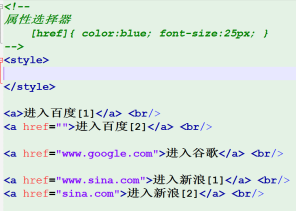 <!--
属性选择器
[href]{ color:blue; font-size:25px; }
-->
<style>
</style>
<a>进入百度[1]</a> <br/>
<a href="">进入百度[2]</a> <br/>
<a href="www.google.com">进入谷歌</a> <br/>
<a href="www.sina.com">进入新浪[1]</a> <br/>
<a href="sina.com">进入新浪[2]</a> <br/>